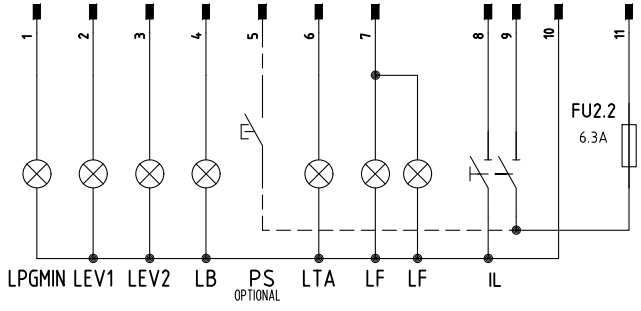 1 2 3 4 5 6 7 8 9 10 11
FU2.2
6.3A
LPGMIN LEV1 LEV2 LB PS LTA LF LF IL
OPTIONAL